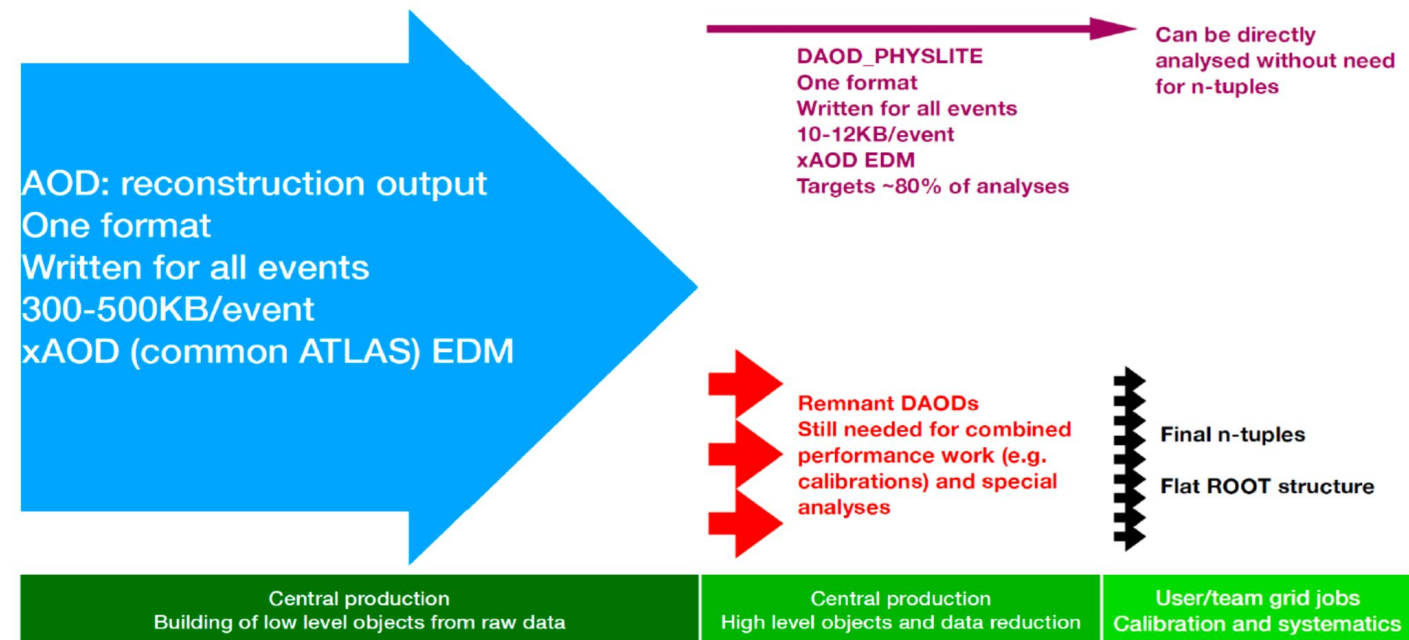 AOD: reconstruction output
One format
Written for all events
300-500KB/event
xAOD (common ATLAS) EDM
DAOD_PHYSLITE
One format
Written for all events
10-12KB/event
xAOD EDM
Targets ~80% of analyses
Can be directly
analysed without need
for n-tuples
Remnant DAODs
Still needed for combined
performance work (e.g.
calibrations) and special
analyses
Final n-tuples
Flat ROOT structure
Central production
Building of low level objects from raw data
Central production
High level objects and data reduction
User/team grid jobs
Calibration and systematics